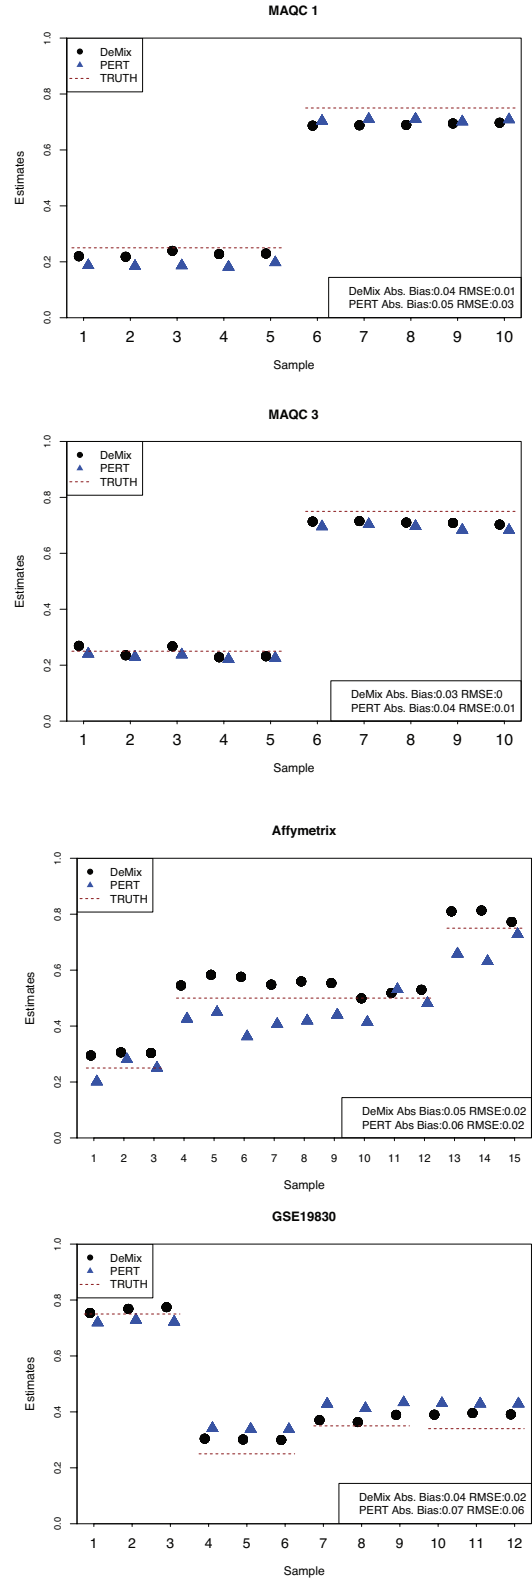 MAQC 1
1.0
0.8
0.6
0.4
0.2
0.0
Estimates
DeMix
PERT
TRUTH
DeMix Abs. Bias:0.04 RMSE:0.01
PERT Abs. Bias:0.05 RMSE:0.03
1 2 3 4 5 6 7 8 9 10
Sample
MAQC 3
1.0
0.8
0.6
0.4
0.2
0.0
Estimates
DeMix
PERT
TRUTH
DeMix Abs. Bias:0.03 RMSE:0
PERT Abs. Bias:0.04 RMSE:0.01
1 2 3 4 5 6 7 8 9 10
Sample
Affymetrix
1.0
0.8
0.6
0.4
0.2
0.0
Estimates
DeMix
PERT
TRUTH
DeMix Abs Bias:0.05 RMSE:0.02
PERT Abs Bias:0.06 RMSE:0.02
1 2 3 4 5 6 7 8 9 10 11 12 13 14 15
Sample
GSE19830
1.0
0.8
0.6
0.4
0.2
0.0
Estimates
DeMix
PERT
TRUTH
DeMix Abs. Bias:0.04 RMSE:0.02
PERT Abs. Bias:0.07 RMSE:0.06
1 2 3 4 5 6 7 8 9 10 11 12
Sample